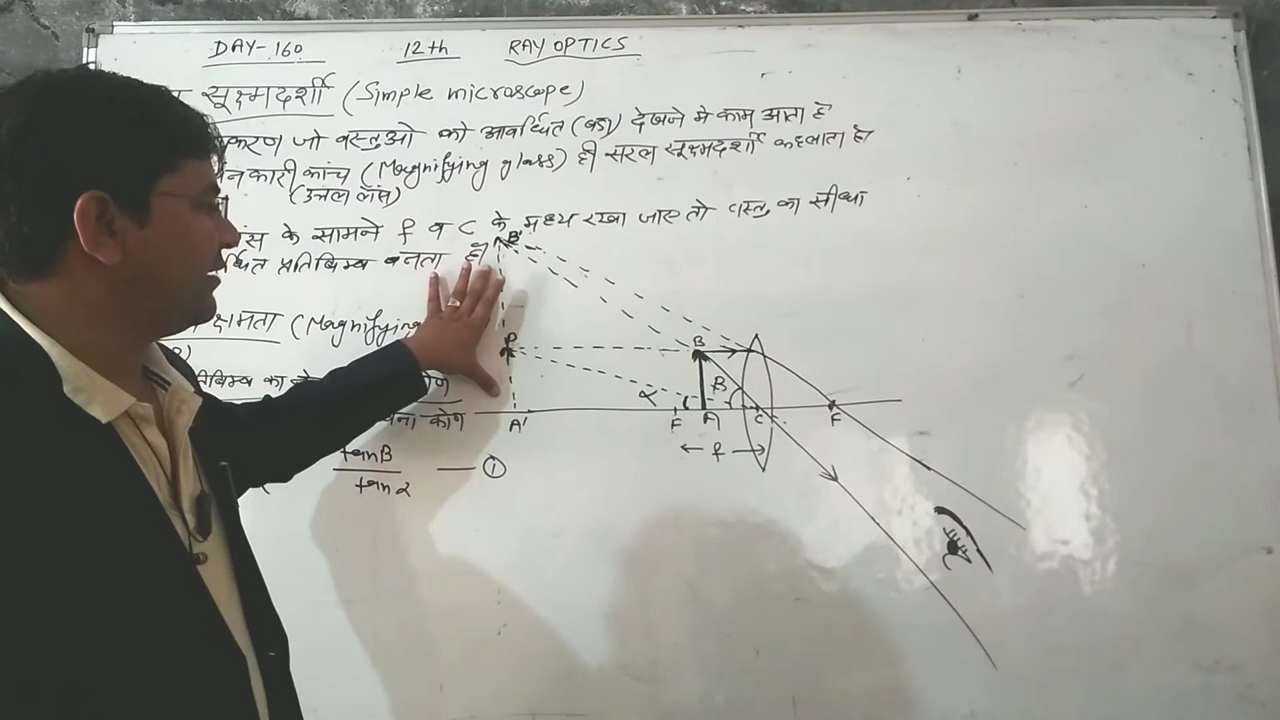 DAY-160 12th RAY OPTICS
सूक्ष्मदर्शी (Simple microscope)
करण जो वस्तुओ को आवर्धित (बडा) देखने मे काम आता है
नकारी कांच (Magnifying glass) ही सरल सूक्ष्मदर्शी कहलाता है।
(उत्तल लेंस)
के सामने f व C के मध्य रखा जाए तो वस्तु का सीधा
र्धित प्रतिबिम्ब बनता है
क्षमता (Magnifying
तिबिम्ब का कोण
कोण
tanβ
tanα
— ①
B'
P
A'
B
α
β
F
A
C
F
← f →